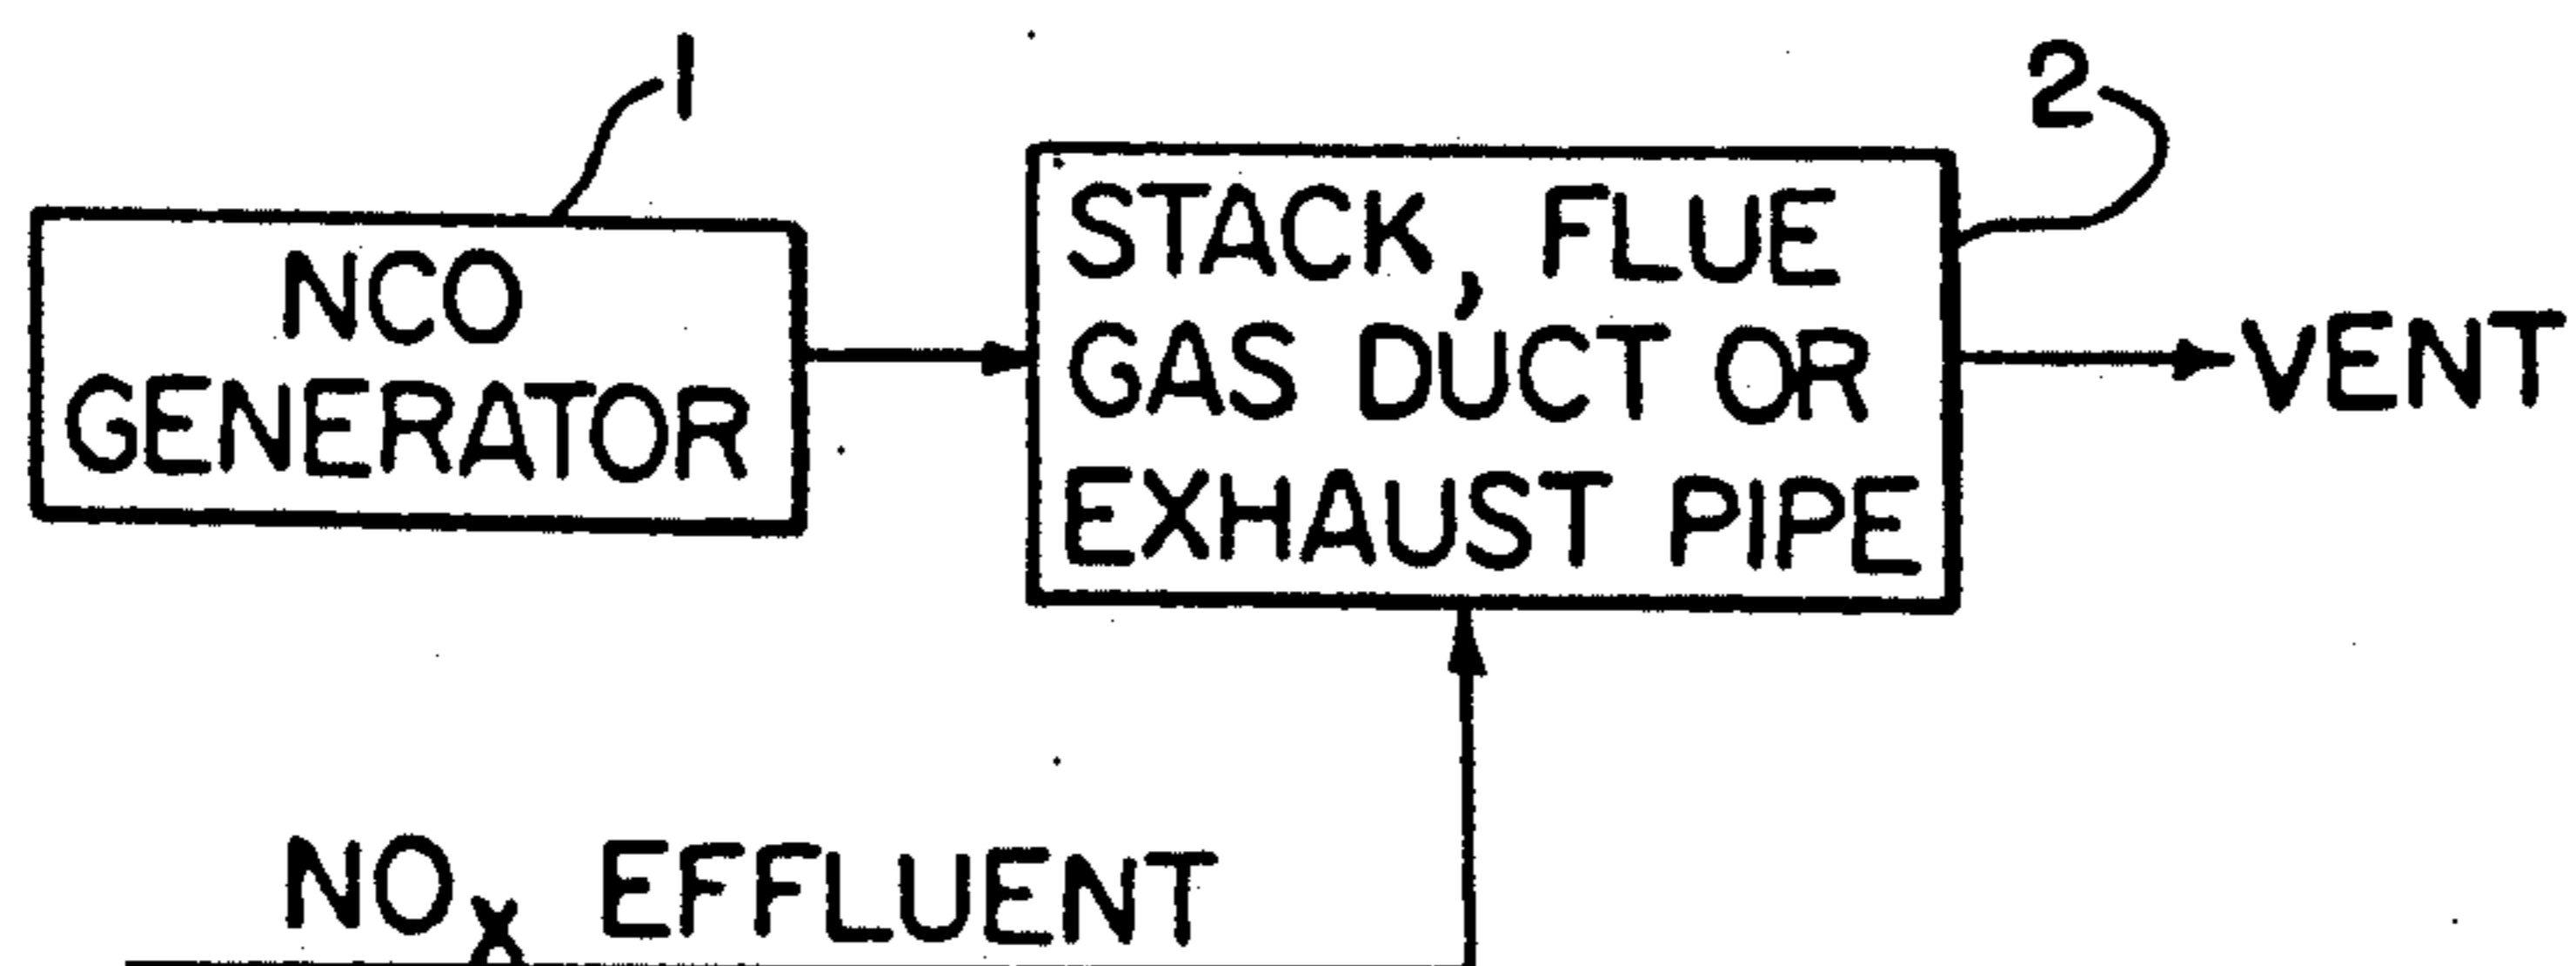 1
2
NCO
GENERATOR
STACK, FLUE
GAS DUCT OR
EXHAUST PIPE
VENT
NOX EFFLUENT